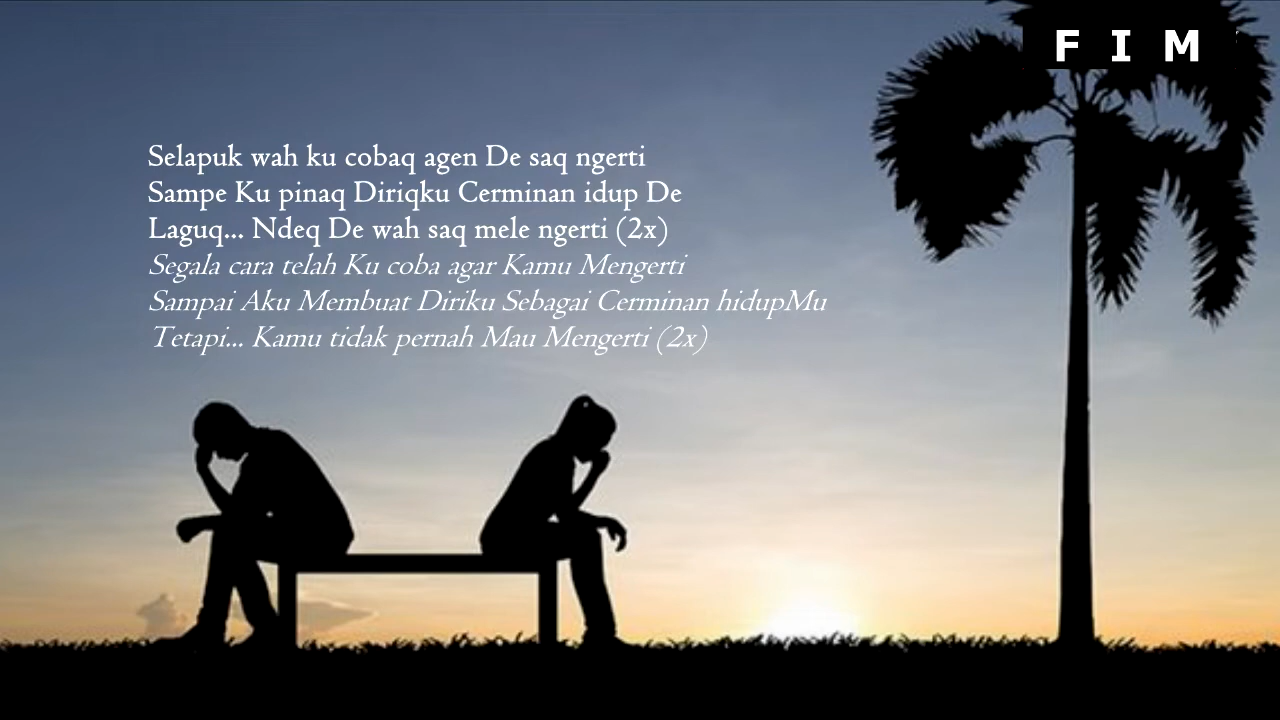 F I M
Selapuk wah ku cobaq agen De saq ngerti
Sampe Ku pinaq Diriqku Cerminan idup De
Laguq... Ndeq De wah saq mele ngerti (2x)
Segala cara telah Ku coba agar Kamu Mengerti
Sampai Aku Membuat Diriku Sebagai Cerminan hidupMu
Tetapi... Kamu tidak pernah Mau Mengerti (2x)